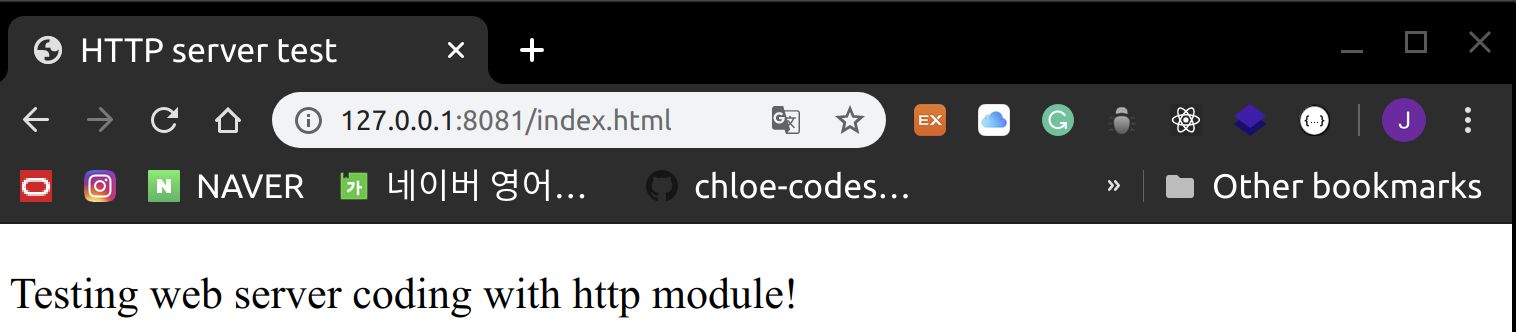 HTTP server test
127.0.0.1:8081/index.html
EX
G
{...}
J
N NAVER
가 네이버 영어...
chloe-codes...
» Other bookmarks
Testing web server coding with http module!